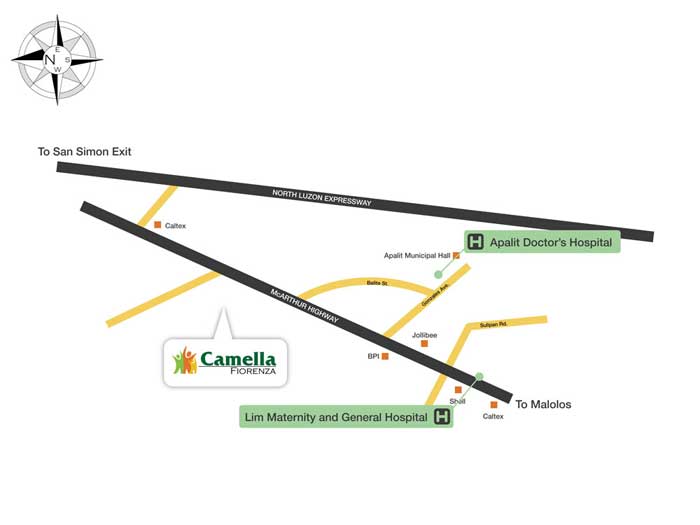 E
N
S
W
To San Simon Exit
NORTH LUZON EXPRESSWAY
Caltex
Apalit Doctor's Hospital
Apalit Municipal Hall
Belita St.
Gonzales Ave.
McARTHUR HIGHWAY
Sulipan Rd.
Jollibee
BPI
Camella
FIORENZA
Shell
To Malolos
Lim Maternity and General Hospital
Caltex